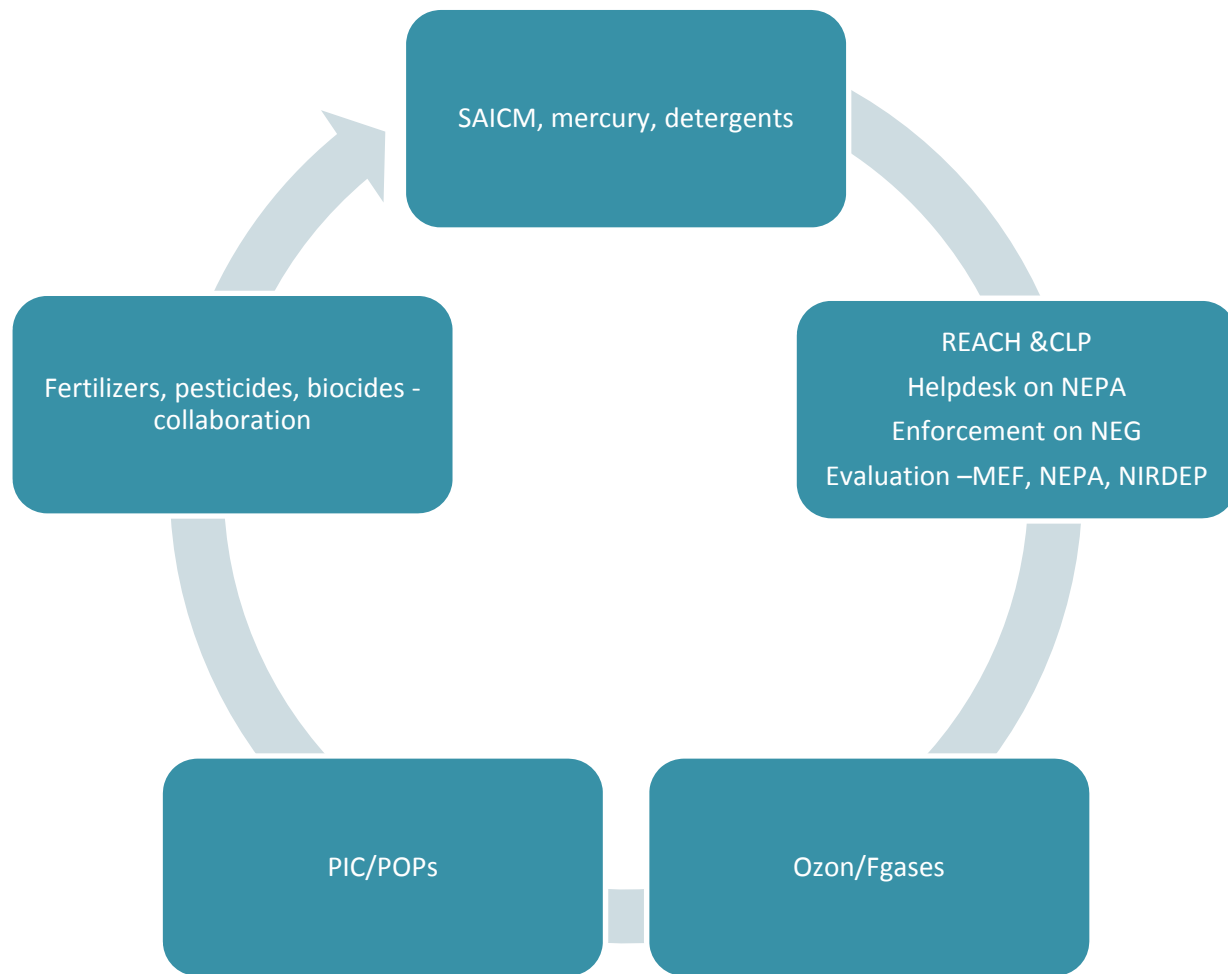 SAICM, mercury, detergents
REACH &CLP
Helpdesk on NEPA
Enforcement on NEG
Evaluation –MEF, NEPA, NIRDEP
Ozon/Fgases
PIC/POPs
Fertilizers, pesticides, biocides -
collaboration